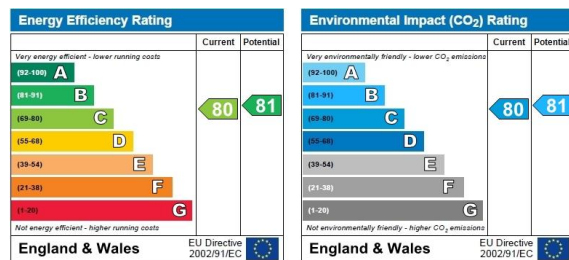 Energy Efficiency Rating
Current Potential
Very energy efficient - lower running costs
(92-100) A
(81-91) B
(69-80) C
80 81
(55-68) D
(39-54) E
(21-38) F
(1-20) G
Not energy efficient - higher running costs
England & Wales
EU Directive
2002/91/EC
Environmental Impact (CO2) Rating
Current Potential
Very environmentally friendly - lower CO2 emissions
(92-100) A
(81-91) B
(69-80) C
80 81
(55-68) D
(39-54) E
(21-38) F
(1-20) G
Not environmentally friendly - higher CO2 emissions
England & Wales
EU Directive
2002/91/EC